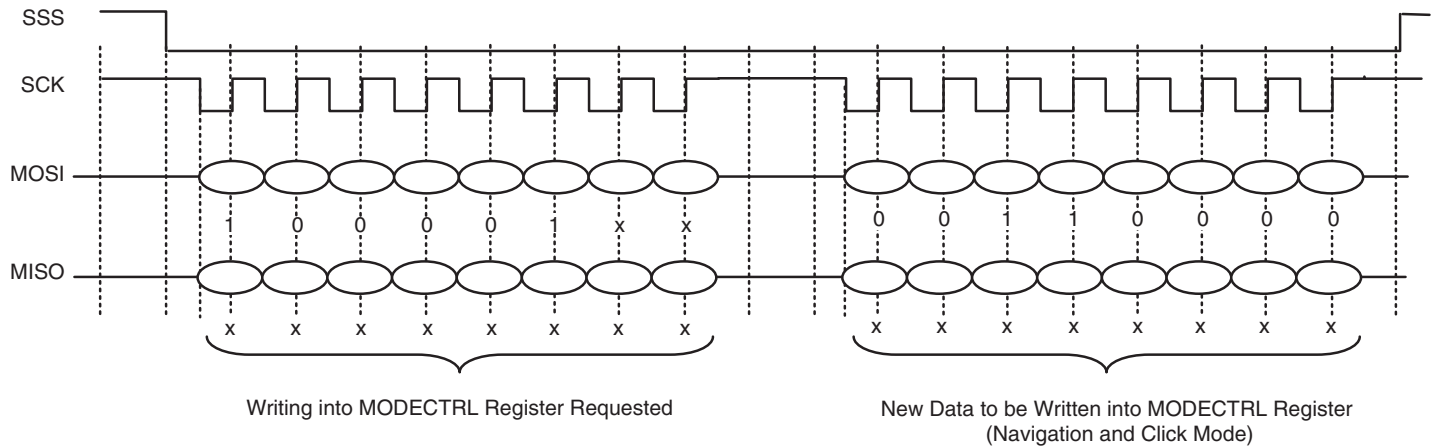 SSS
SCK
MOSI
1 0 0 0 0 1 x x 0 0 1 1 0 0 0 0
MISO
x x x x x x x x x x x x x x x x
Writing into MODECTRL Register Requested
New Data to be Written into MODECTRL Register
(Navigation and Click Mode)